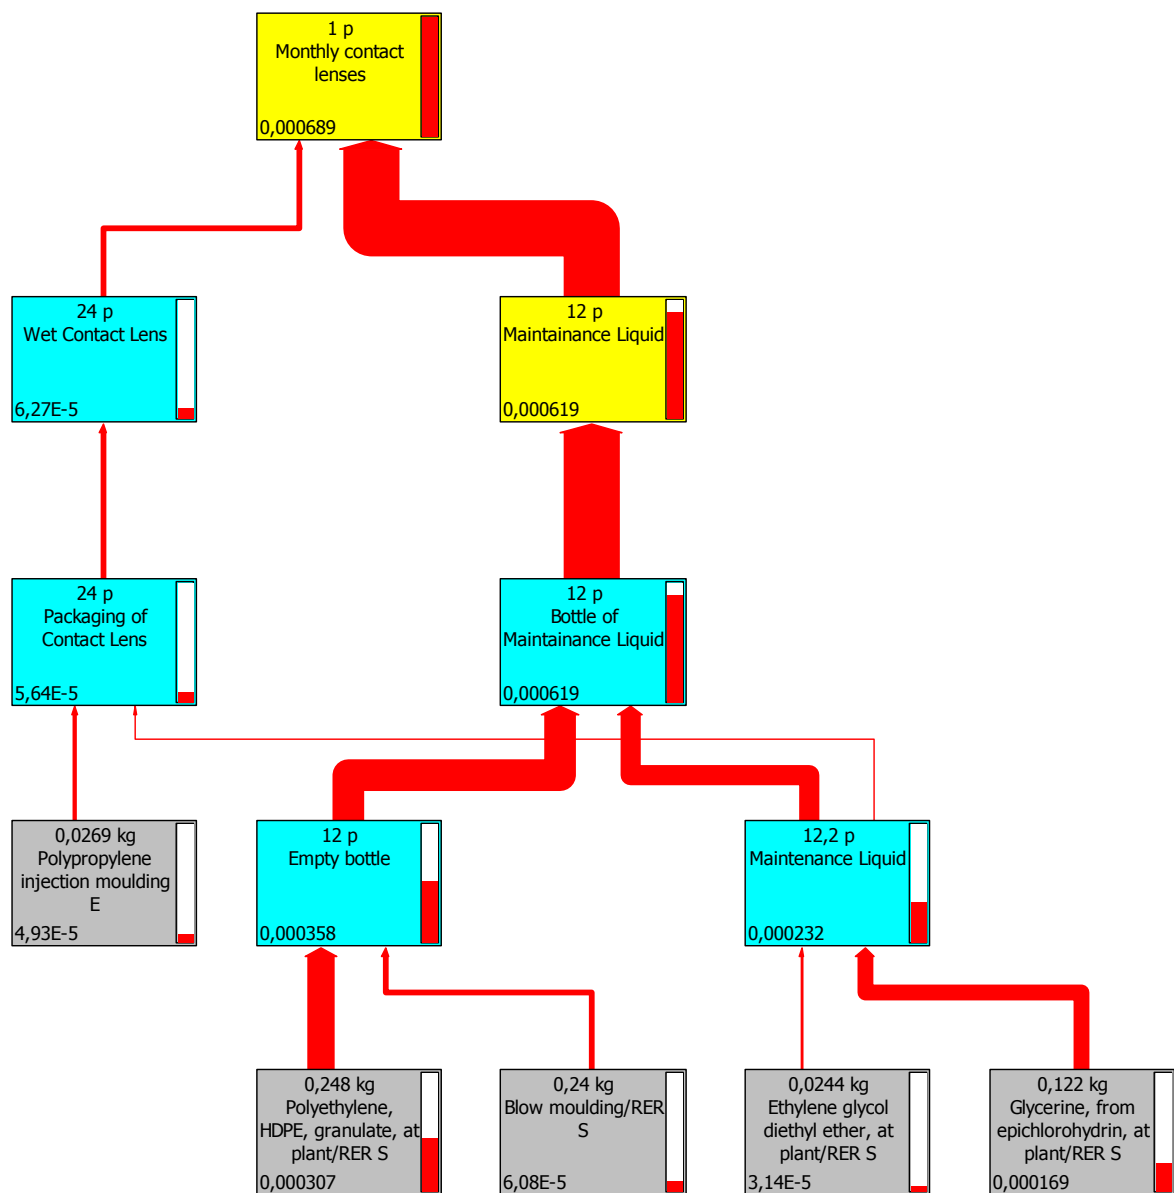 1 p
Monthly contact
lenses
0,000689
24 p
Wet Contact Lens
6,27E-5
12 p
Maintainance Liquid
0,000619
24 p
Packaging of
Contact Lens
5,64E-5
12 p
Bottle of
Maintainance Liquid
0,000619
0,0269 kg
Polypropylene
injection moulding
E
4,93E-5
12 p
Empty bottle
0,000358
12,2 p
Maintenance Liquid
0,000232
0,248 kg
Polyethylene,
HDPE, granulate, at
plant/RER S
0,000307
0,24 kg
Blow moulding/RER
S
6,08E-5
0,0244 kg
Ethylene glycol
diethyl ether, at
plant/RER S
3,14E-5
0,122 kg
Glycerine, from
epichlorohydrin, at
plant/RER S
0,000169